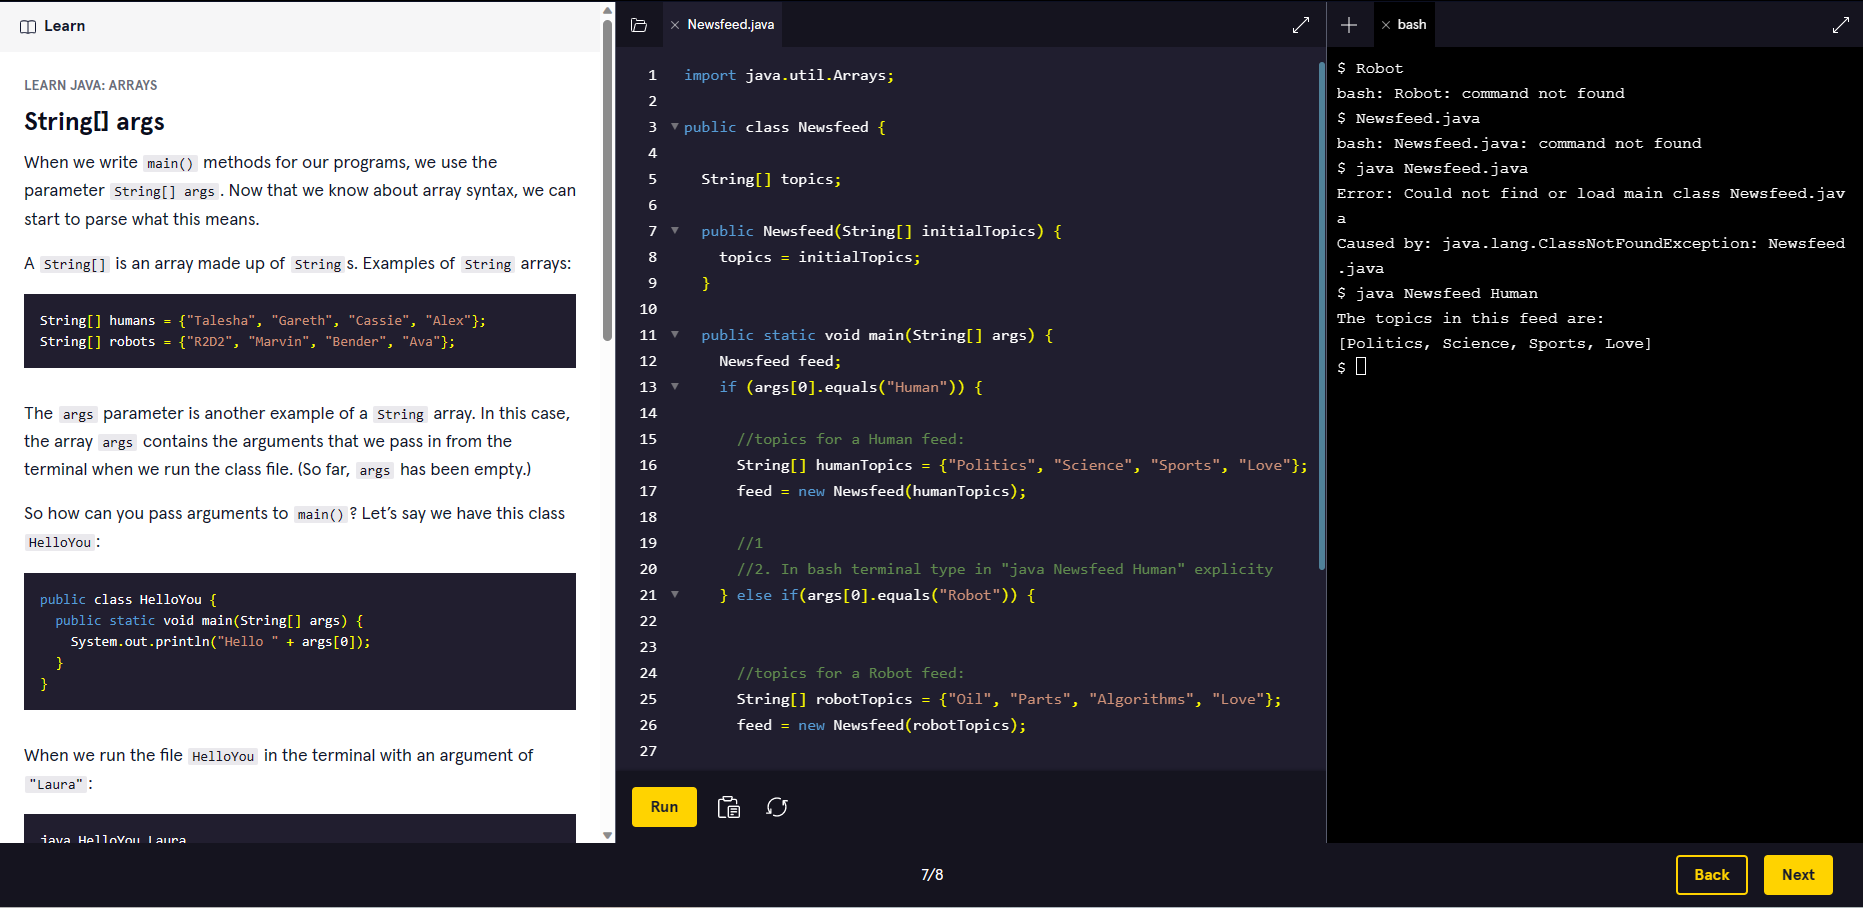 Learn
LEARN JAVA: ARRAYS
String[] args
When we write main() methods for our programs, we use the
parameter String[] args. Now that we know about array syntax, we can
start to parse what this means.
A String[] is an array made up of Strings. Examples of String arrays:
String[] humans = {"Talesha", "Gareth", "Cassie", "Alex"};
String[] robots = {"R2D2", "Marvin", "Bender", "Ava"};
The args parameter is another example of a String array. In this case,
the array args contains the arguments that we pass in from the
terminal when we run the class file. (So far, args has been empty.)
So how can you pass arguments to main()? Let's say we have this class
HelloYou:
public class HelloYou {
  public static void main(String[] args) {
    System.out.println("Hello " + args[0]);
  }
}
When we run the file HelloYou in the terminal with an argument of
"Laura":
java HelloYou Laura
Newsfeed.java
1 import java.util.Arrays;
2
3 public class Newsfeed {
4
5   String[] topics;
6
7   public Newsfeed(String[] initialTopics) {
8     topics = initialTopics;
9   }
10
11   public static void main(String[] args) {
12     Newsfeed feed;
13     if (args[0].equals("Human")) {
14
15       //topics for a Human feed:
16       String[] humanTopics = {"Politics", "Science", "Sports", "Love"};
17       feed = new Newsfeed(humanTopics);
18
19       //1
20       //2. In bash terminal type in "java Newsfeed Human" explicity
21     } else if(args[0].equals("Robot")) {
22
23
24       //topics for a Robot feed:
25       String[] robotTopics = {"Oil", "Parts", "Algorithms", "Love"};
26       feed = new Newsfeed(robotTopics);
27
Run
bash
$ Robot
bash: Robot: command not found
$ Newsfeed.java
bash: Newsfeed.java: command not found
$ java Newsfeed.java
Error: Could not find or load main class Newsfeed.jav
a
Caused by: java.lang.ClassNotFoundException: Newsfeed
.java
$ java Newsfeed Human
The topics in this feed are:
[Politics, Science, Sports, Love]
$
7/8
Back
Next